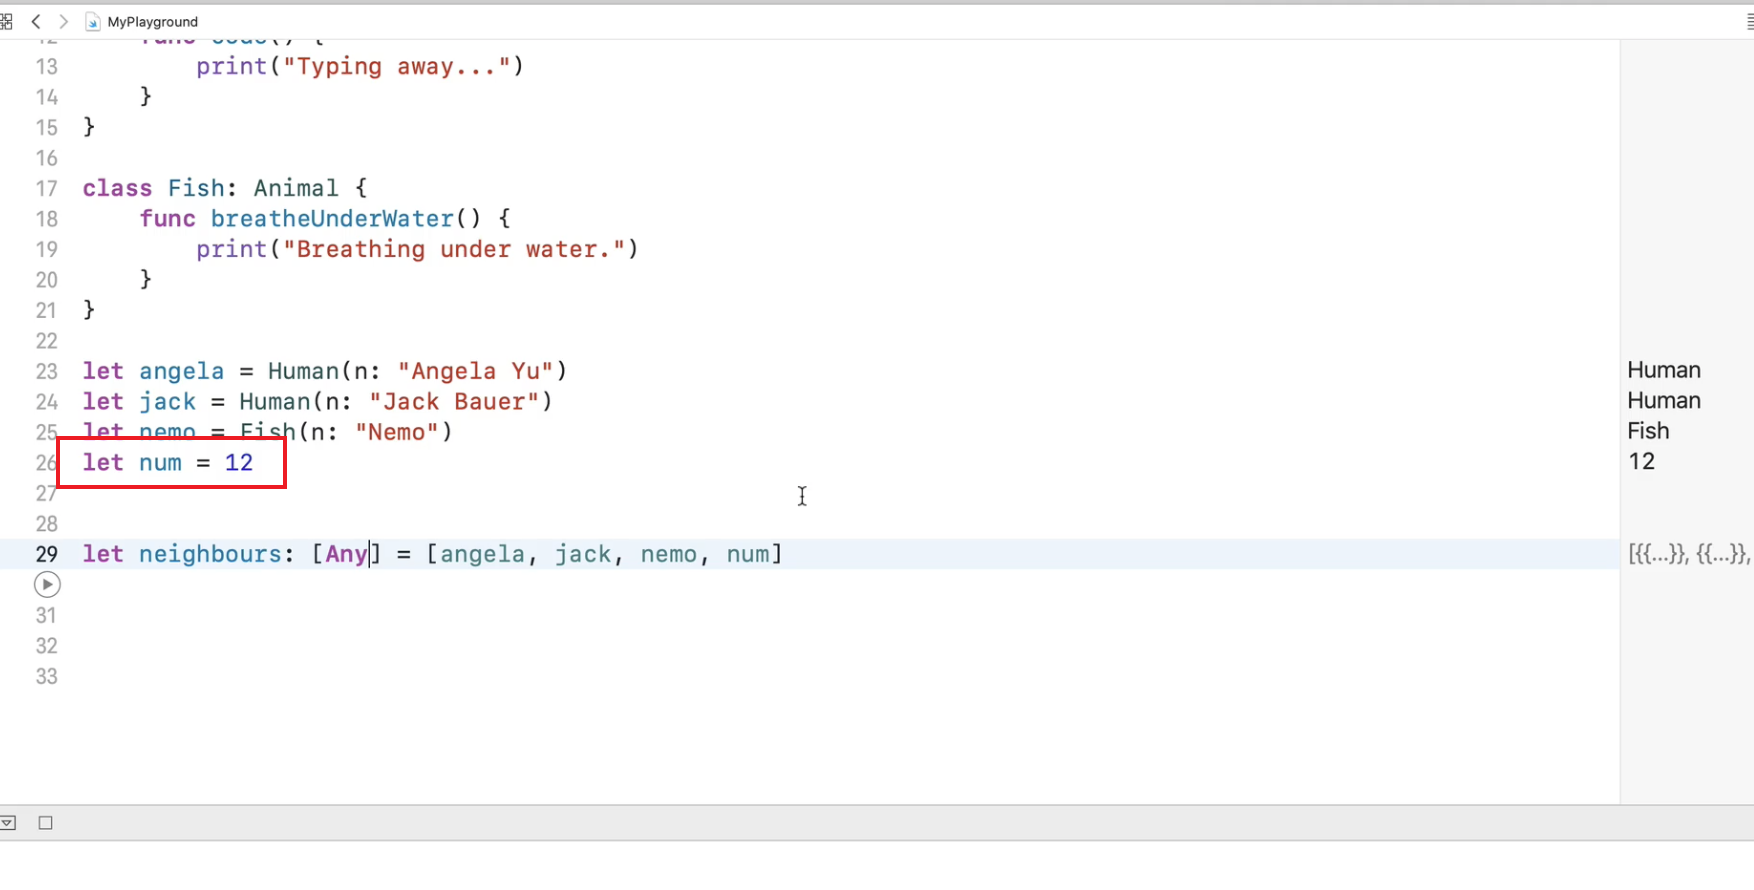 MyPlayground
13 print("Typing away...")
14 }
15 }
16
17 class Fish: Animal {
18 func breatheUnderWater() {
19 print("Breathing under water.")
20 }
21 }
22
23 let angela = Human(n: "Angela Yu") Human
24 let jack = Human(n: "Jack Bauer") Human
25 let nemo = Fish(n: "Nemo") Fish
26 let num = 12 12
27
28
29 let neighbours: [Any] = [angela, jack, nemo, num] [{{...}}, {{...}},
31
32
33